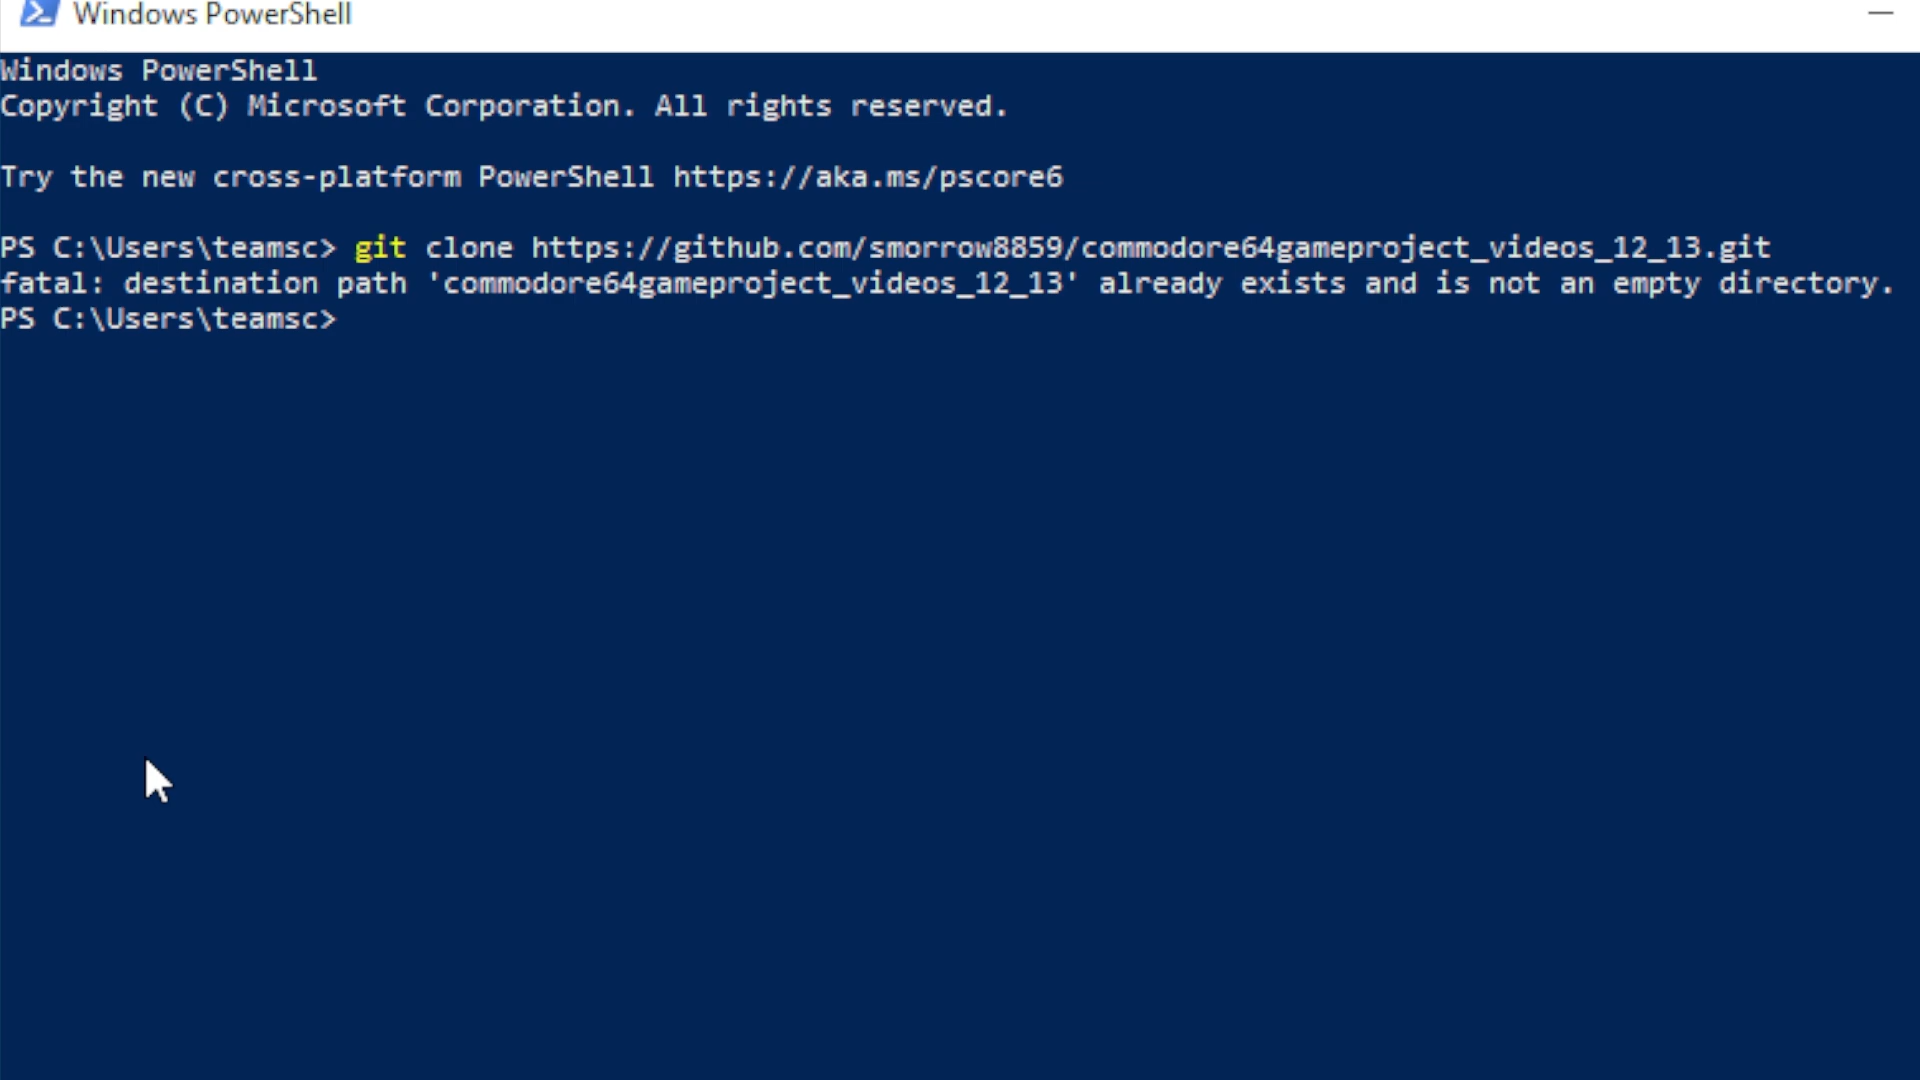 Windows PowerShell
Windows PowerShell
Copyright (C) Microsoft Corporation. All rights reserved.
Try the new cross-platform PowerShell https://aka.ms/pscore6
PS C:\Users\teamsc> git clone https://github.com/smorrow8859/commodore64gameproject_videos_12_13.git
fatal: destination path 'commodore64gameproject_videos_12_13' already exists and is not an empty directory.
PS C:\Users\teamsc>